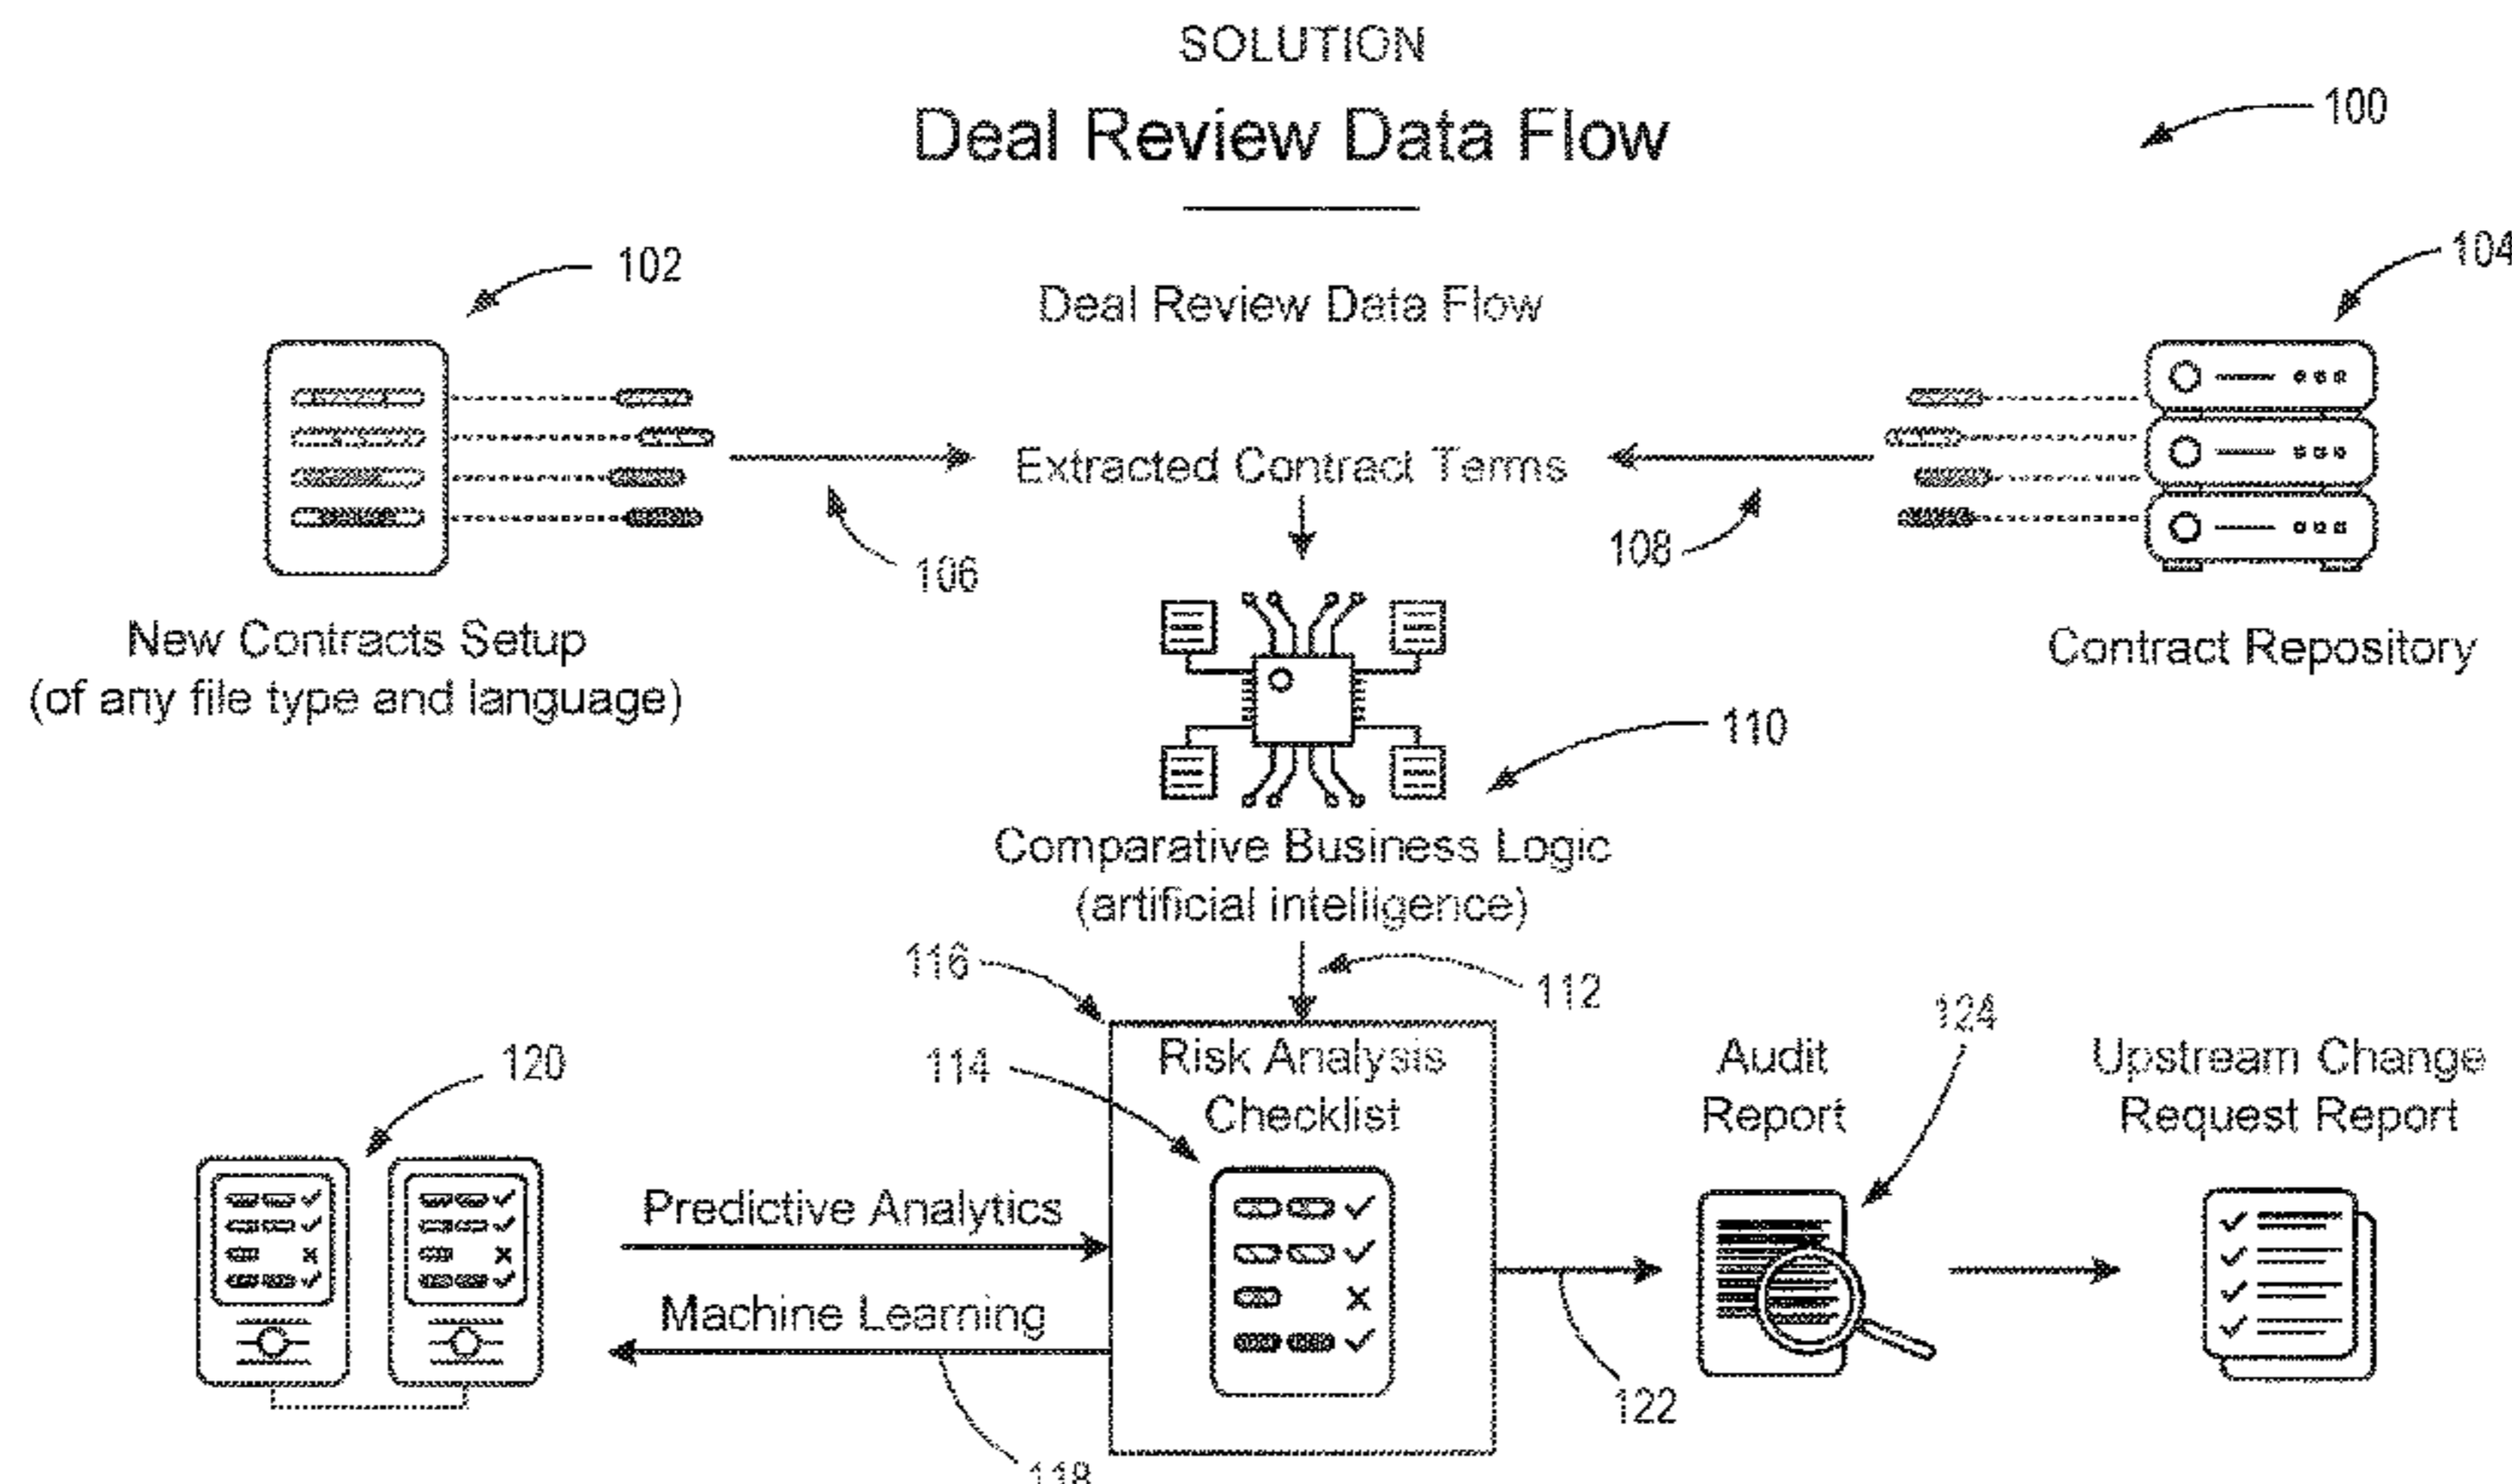 SOLUTION
Deal Review Data Flow
100
102
104
Deal Review Data Flow
Extracted Contract Terms
106
108
New Contracts Setup
(of any file type and language)
Contract Repository
110
Comparative Business Logic
(artificial intelligence)
116
112
124
114
120
Risk Analysis
Checklist
Audit
Report
Upstream Change
Request Report
Predictive Analytics
Machine Learning
122
118